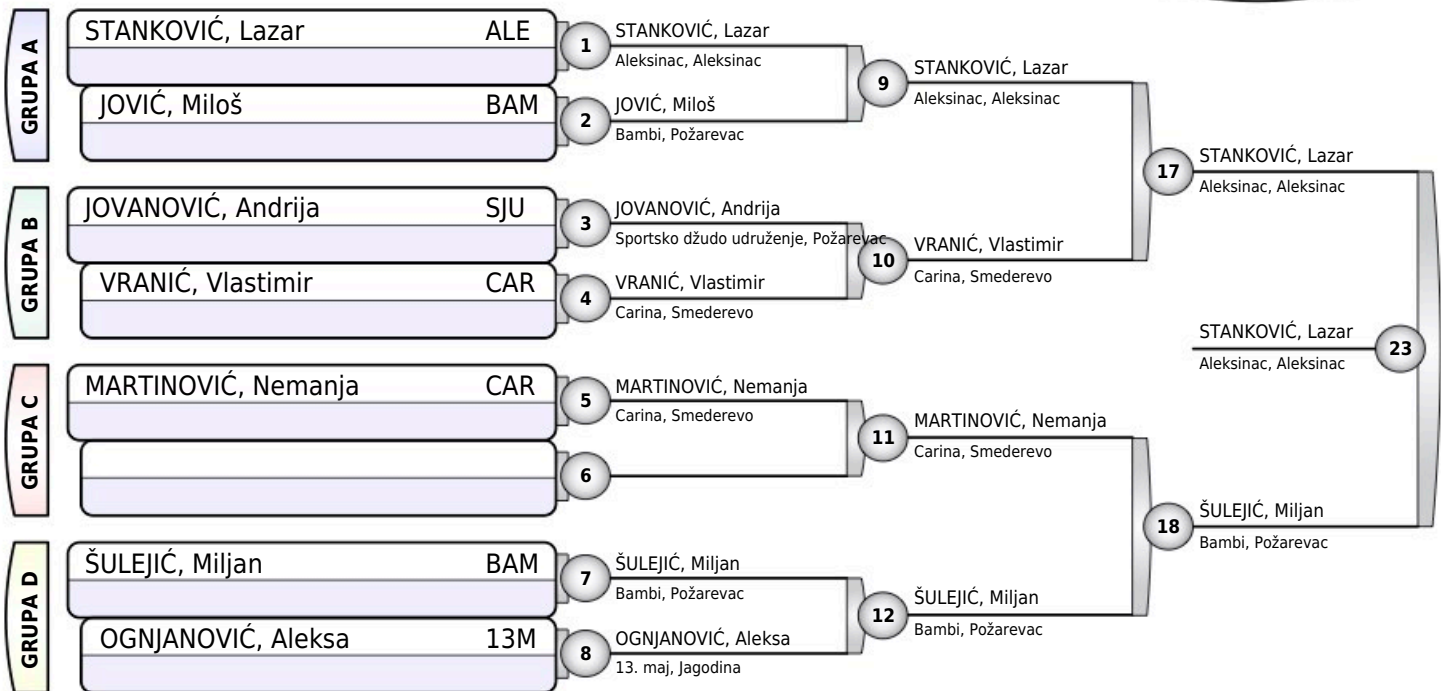 GRUPA A
STANKOVIĆ, Lazar ALE
JOVIĆ, Miloš BAM
GRUPA B
JOVANOVIĆ, Andrija SJU
VRANIĆ, Vlastimir CAR
GRUPA C
MARTINOVIĆ, Nemanja CAR
GRUPA D
ŠULEJIĆ, Miljan BAM
OGNJANOVIĆ, Aleksa 13M
1
STANKOVIĆ, Lazar
Aleksinac, Aleksinac
2
JOVIĆ, Miloš
Bambi, Požarevac
3
JOVANOVIĆ, Andrija
Sportsko džudo udruženje, Požarevac
4
VRANIĆ, Vlastimir
Carina, Smederevo
5
MARTINOVIĆ, Nemanja
Carina, Smederevo
6
7
ŠULEJIĆ, Miljan
Bambi, Požarevac
8
OGNJANOVIĆ, Aleksa
13. maj, Jagodina
9
STANKOVIĆ, Lazar
Aleksinac, Aleksinac
10
VRANIĆ, Vlastimir
Carina, Smederevo
11
MARTINOVIĆ, Nemanja
Carina, Smederevo
12
ŠULEJIĆ, Miljan
Bambi, Požarevac
17
STANKOVIĆ, Lazar
Aleksinac, Aleksinac
18
ŠULEJIĆ, Miljan
Bambi, Požarevac
STANKOVIĆ, Lazar
Aleksinac, Aleksinac
23